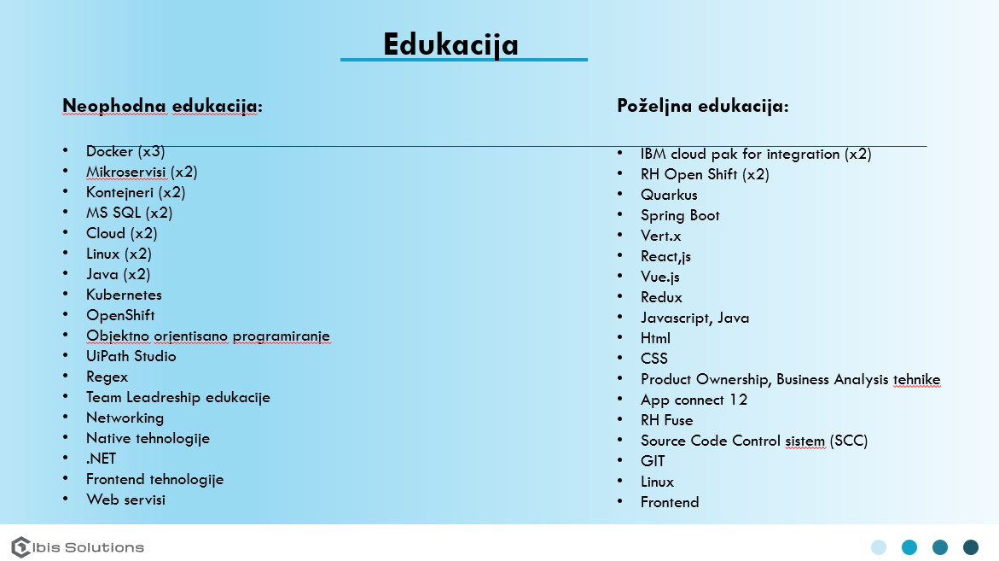 Edukacija
Neophodna edukacija:
• Docker (x3)
• Mikroservisi (x2)
• Kontejneri (x2)
• MS SQL (x2)
• Cloud (x2)
• Linux (x2)
• Java (x2)
• Kubernetes
• OpenShift
• Objektno orjentisano programiranje
• UiPath Studio
• Regex
• Team Leadreship edukacije
• Networking
• Native tehnologije
• .NET
• Frontend tehnologije
• Web servisi
Poželjna edukacija:
• IBM cloud pak for integration (x2)
• RH Open Shift (x2)
• Quarkus
• Spring Boot
• Vert.x
• React,js
• Vue.js
• Redux
• Javascript, Java
• Html
• CSS
• Product Ownership, Business Analysis tehnike
• App connect 12
• RH Fuse
• Source Code Control sistem (SCC)
• GIT
• Linux
• Frontend
Ibis Solutions